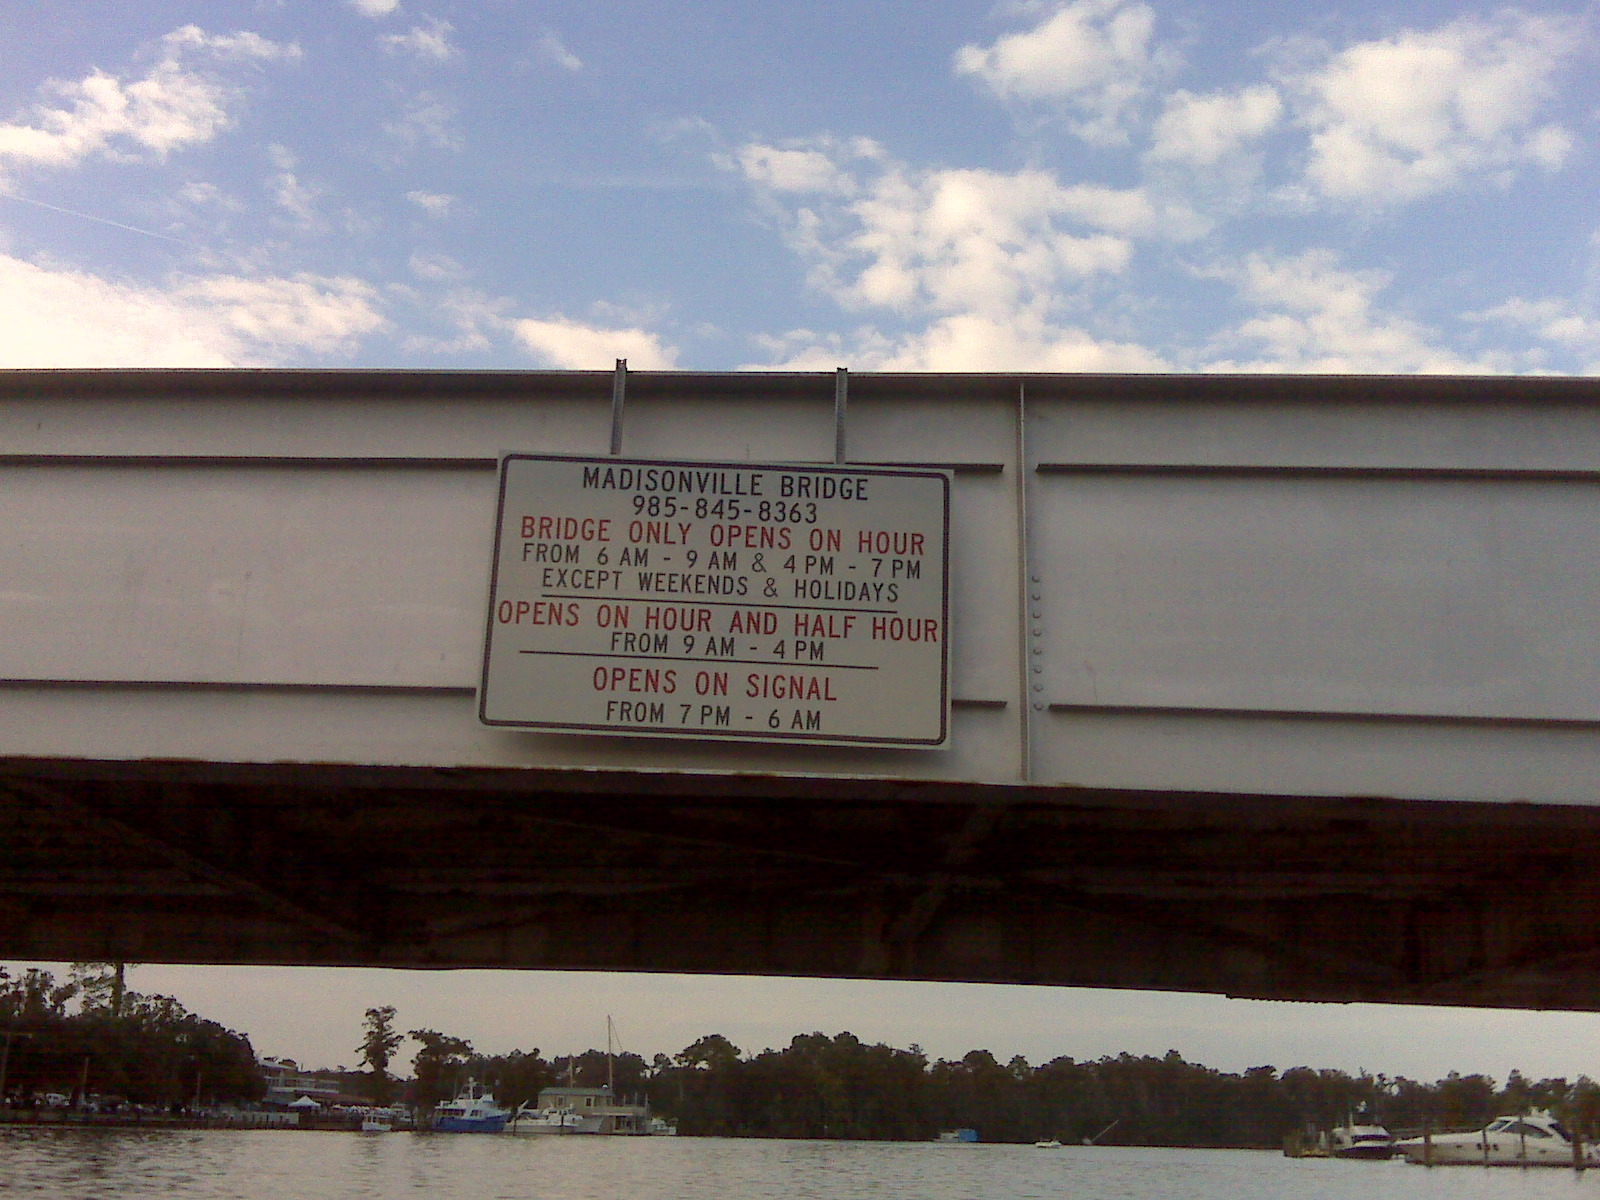 MADISONVILLE BRIDGE
985-845-8363
BRIDGE ONLY OPENS ON HOUR
FROM 6 AM - 9 AM & 4 PM - 7 PM
EXCEPT WEEKENDS & HOLIDAYS
OPENS ON HOUR AND HALF HOUR
FROM 9 AM - 4 PM
OPENS ON SIGNAL
FROM 7 PM - 6 AM